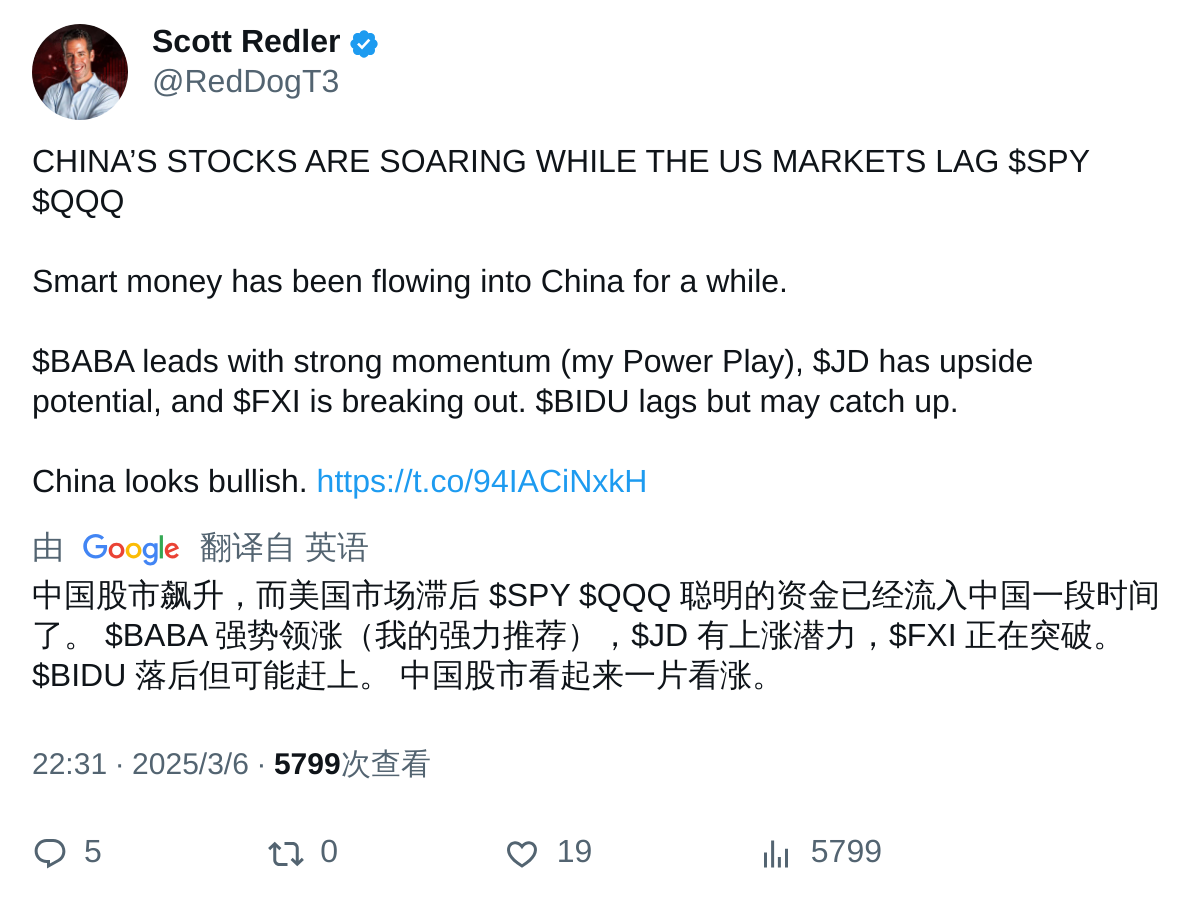 Scott Redler
@RedDogT3
CHINA’S STOCKS ARE SOARING WHILE THE US MARKETS LAG $SPY
$QQQ
Smart money has been flowing into China for a while.
$BABA leads with strong momentum (my Power Play), $JD has upside
potential, and $FXI is breaking out. $BIDU lags but may catch up.
China looks bullish. https://t.co/94IACiNxkH
由 Google 翻译自 英语
中国股市飙升，而美国市场滞后 $SPY $QQQ 聪明的资金已经流入中国一段时间
了。 $BABA 强势领涨（我的强力推荐），$JD 有上涨潜力，$FXI 正在突破。
$BIDU 落后但可能赶上。 中国股市看起来一片看涨。
22:31 · 2025/3/6 · 5799次查看
5 0 19 5799